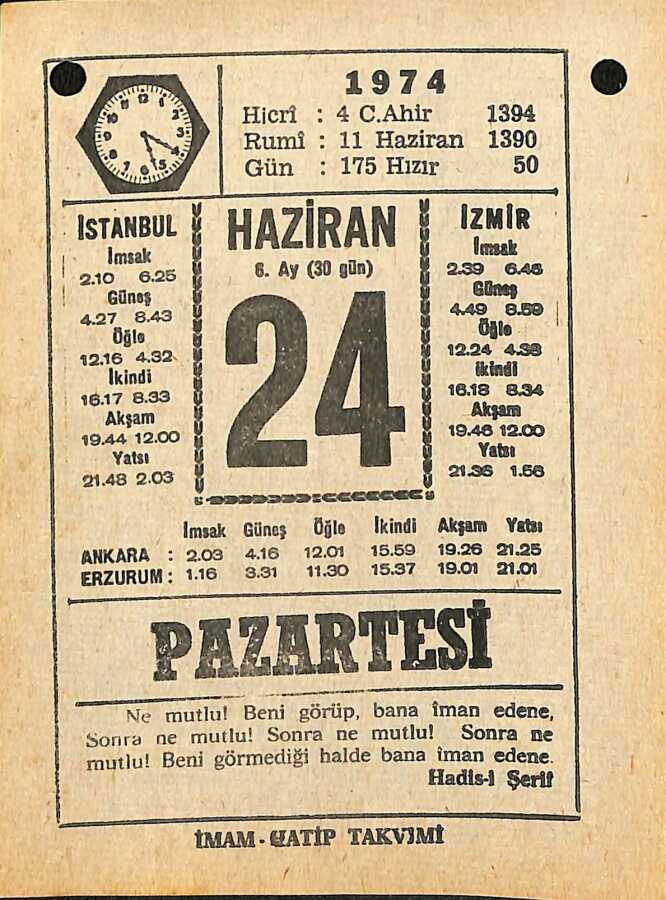 1974
Hicrî : 4 C.Ahir 1394
Rumî : 11 Haziran 1390
Gün : 175 Hızır 50
12
3
5
6
7
8
9
İSTANBUL
İmsak
2.10 6.25
Güneş
4.27 8.43
Öğle
12.16 4.32
İkindi
16.17 8.33
Akşam
19.44 12.00
Yatsı
21.48 2.03
HAZİRAN
6. Ay (30 gün)
24
İZMİR
İmsak
2.39 6.46
Güneş
4.49 8.59
Öğle
12.24 4.38
İkindi
16.18 8.34
Akşam
19.46 12.00
Yatsı
21.36 1.56
İmsak Güneş Öğle İkindi Akşam Yatsı
ANKARA : 2.03 4.16 12.01 15.59 19.26 21.25
ERZURUM : 1.16 3.31 11.30 15.37 19.01 21.01
PAZARTESİ
Ne mutlu! Beni görüp, bana îman edene,
Sonra ne mutlu! Sonra ne mutlu! Sonra ne
mutlu! Beni görmediği halde bana îman edene.
Hadis-i Şerif
İMAM - HATİP TAKVİMİ